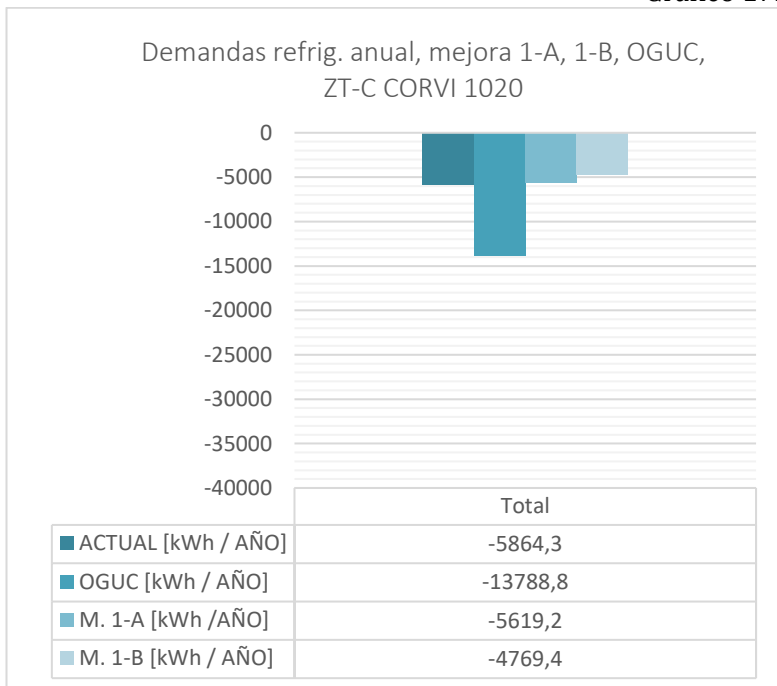 Demandas refrig. anual, mejora 1-A, 1-B, OGUC,
ZT-C CORVI 1020
0
-5000
-10000
-15000
-20000
-25000
-30000
-35000
-40000
Total
ACTUAL [kWh / AÑO] -5864,3
OGUC [kWh / AÑO] -13788,8
M. 1-A [kWh /AÑO] -5619,2
M. 1-B [kWh / AÑO] -4769,4